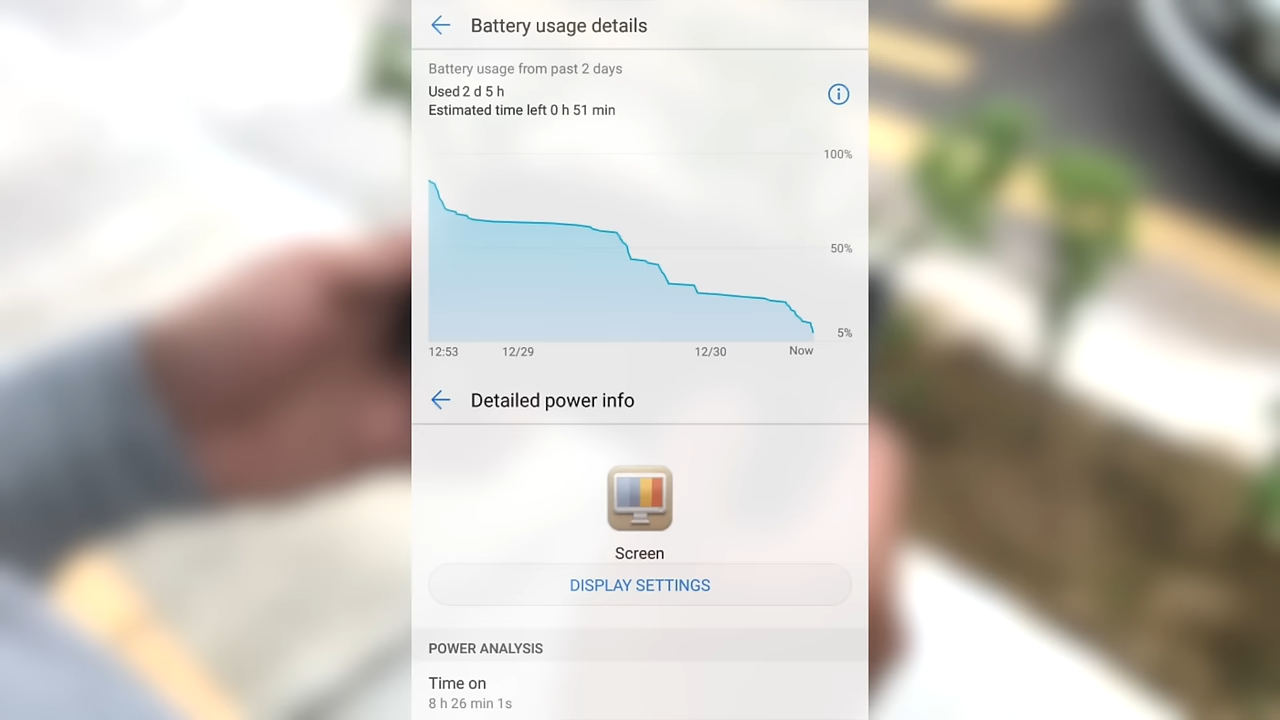 Battery usage details
Battery usage from past 2 days
Used 2 d 5 h
Estimated time left 0 h 51 min
100%
50%
5%
12:53 12/29 12/30 Now
Detailed power info
Screen
DISPLAY SETTINGS
POWER ANALYSIS
Time on
8 h 26 min 1s